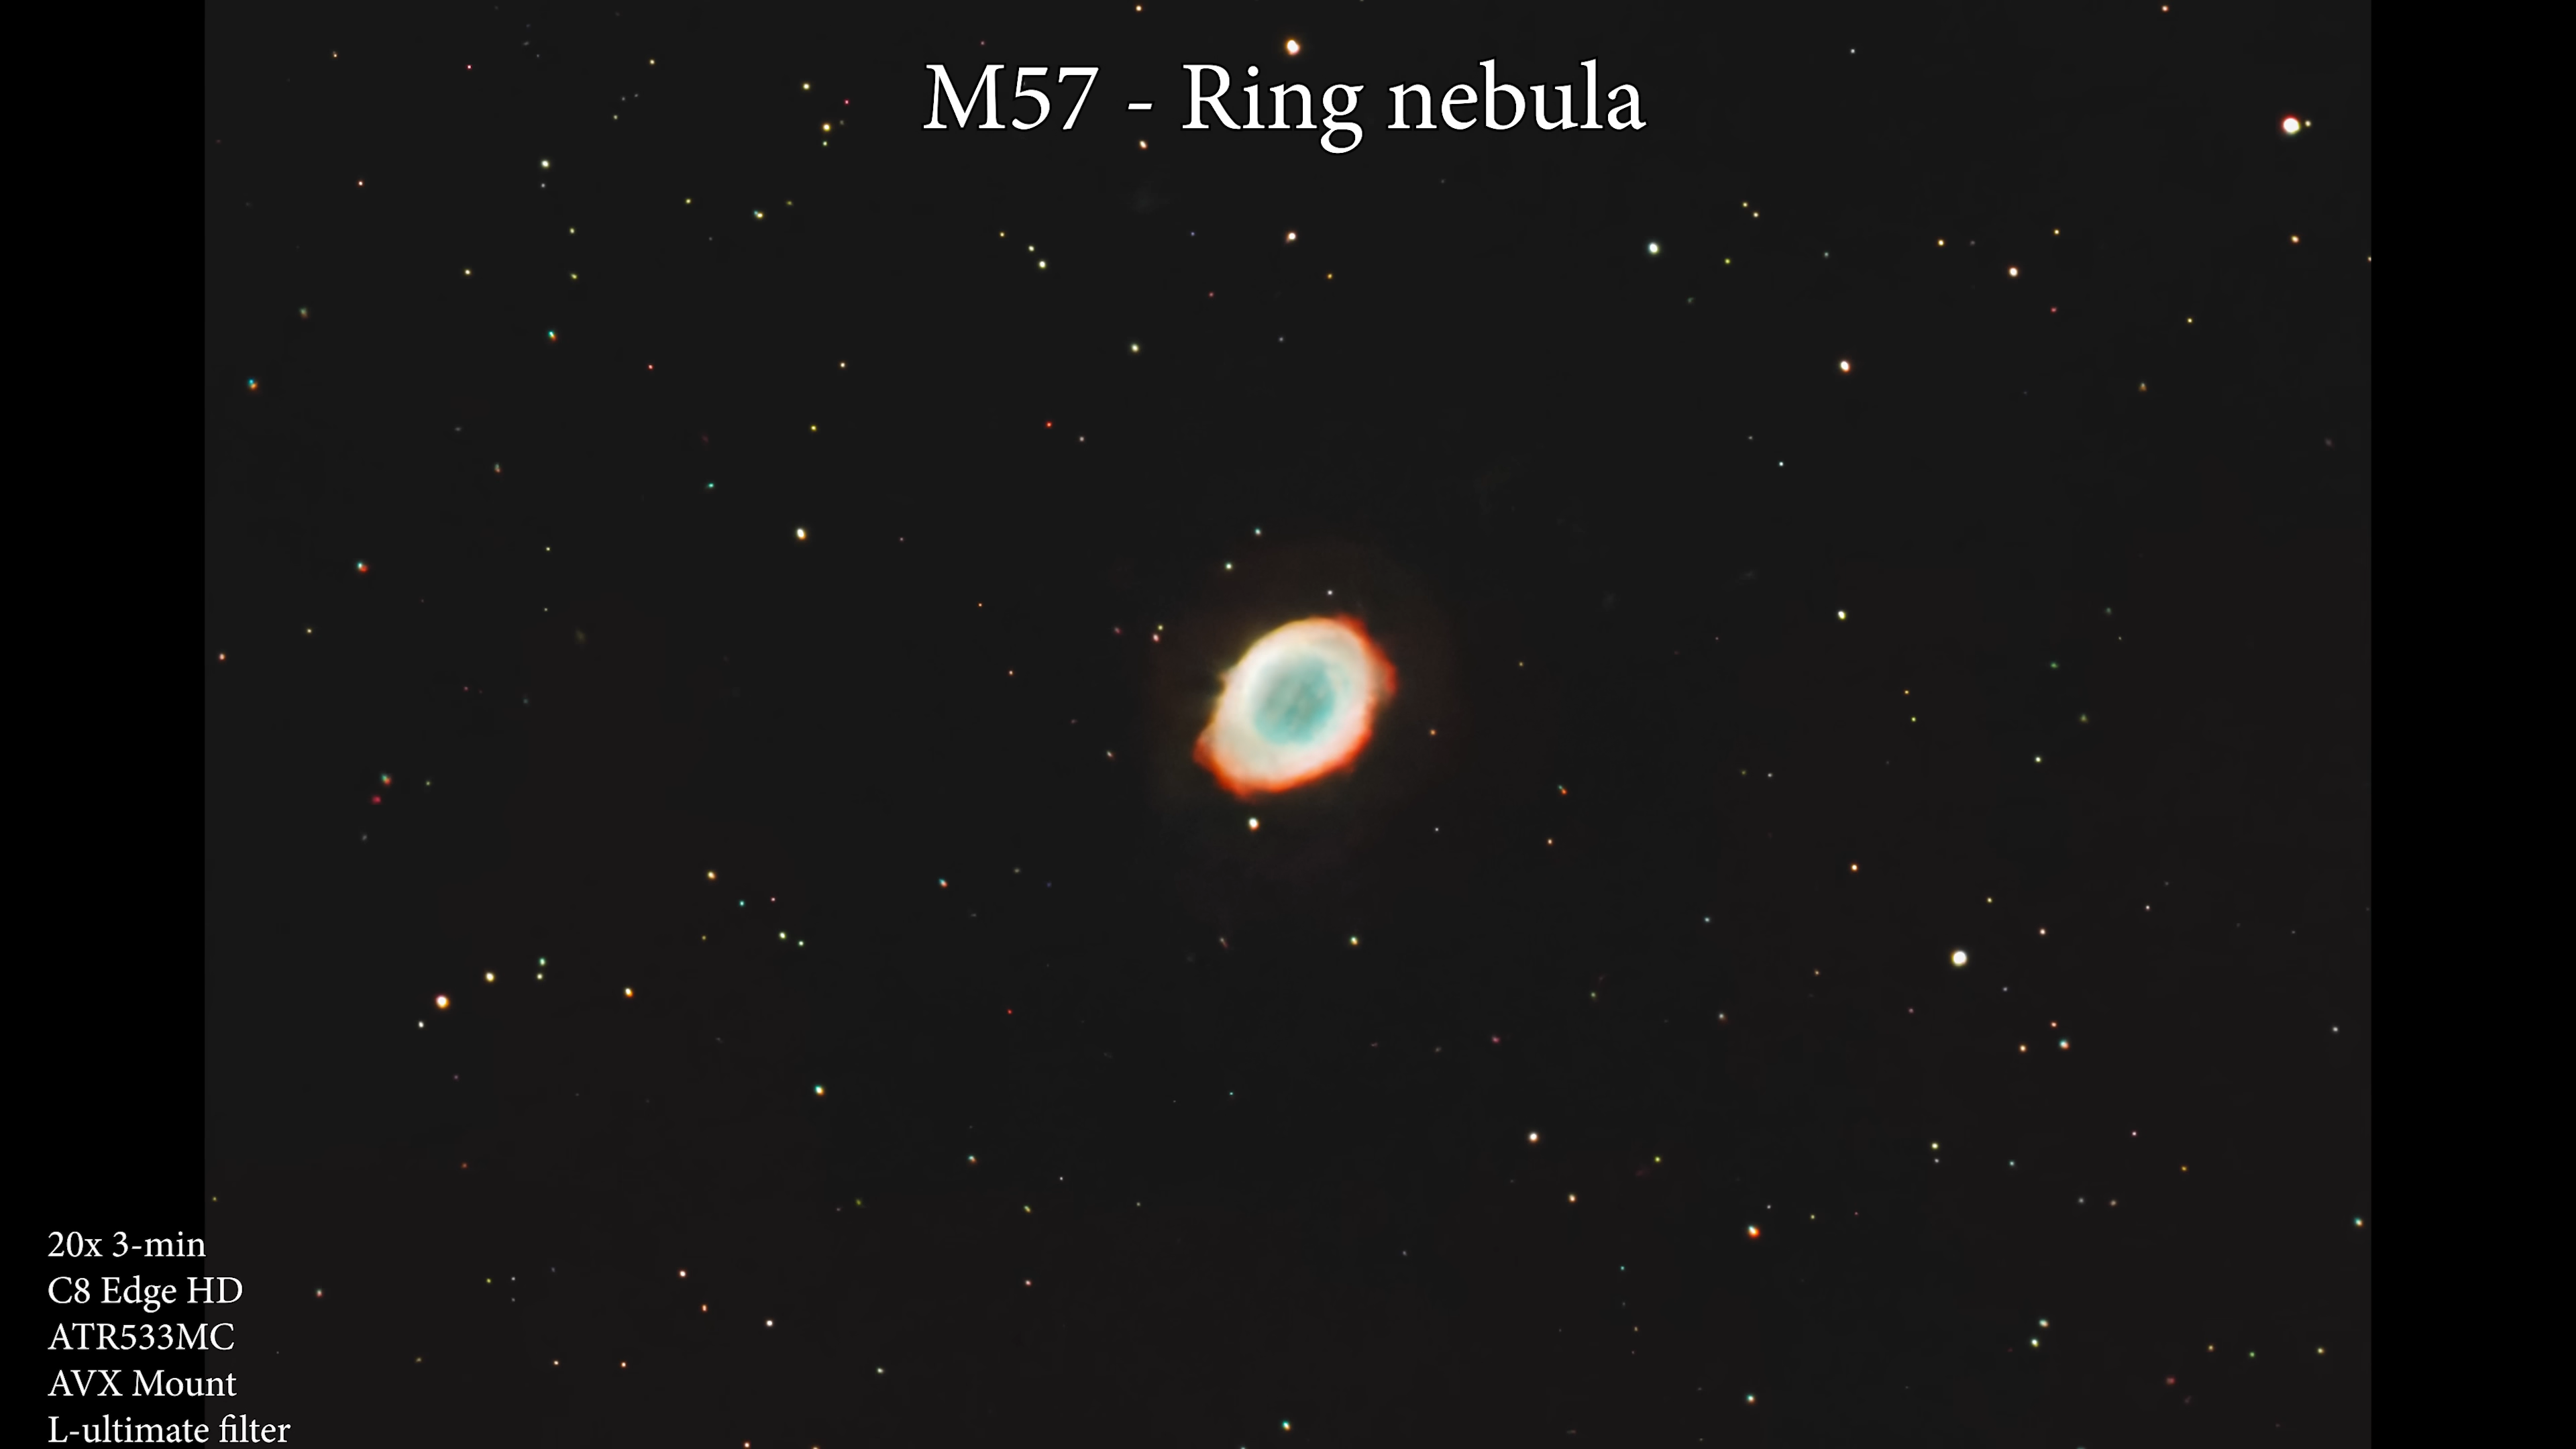 M57 - Ring nebula
20x 3-min
C8 Edge HD
ATR533MC
AVX Mount
L-ultimate filter